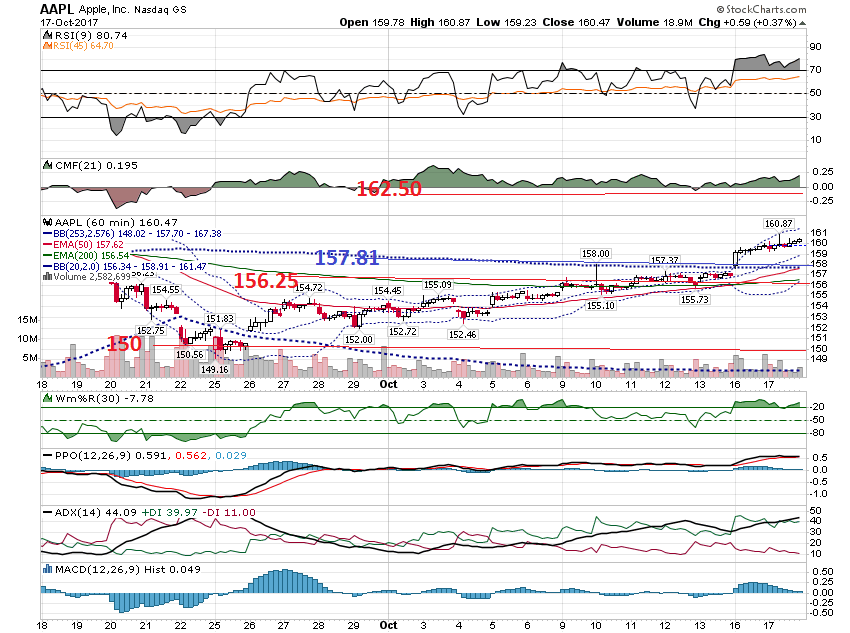 AAPL Apple, Inc. Nasdaq GS © StockCharts.com
17-Oct-2017 Open 159.78 High 160.87 Low 159.23 Close 160.47 Volume 18.9M Chg +0.59 (+0.37%)
RSI(9) 80.74
RSI(45) 64.70
90
70
50
30
10
CMF(21) 0.195
0.25
0.00
-0.25
162.50
AAPL (60 min) 160.47
BB(253,2.576) 148.02 - 157.70 - 167.38
EMA(50) 157.62
EMA(200) 156.54
BB(20,2.0) 156.34 - 158.91 - 161.47
Volume 2,582,699
160.87
161
160
159
158
157
156
155
154
153
152
151
150
149
157.81
158.00
157.37
156.25
154.55
154.72
154.45
155.09
155.10
155.73
152.75
151.83
152.00
152.72
152.46
150
150.56
149.16
15M
10M
5M
18 19 20 21 22 25 26 27 28 29 Oct 3 4 5 6 9 10 11 12 13 16 17
Wm%R(30) -7.78
-20
-50
-80
PPO(12,26,9) 0.591, 0.562, 0.029
0.5
0.0
-0.5
-1.0
ADX(14) 44.09 +DI 39.97 -DI 11.00
50
40
30
20
10
MACD(12,26,9) Hist 0.049
0.50
0.25
0.00
-0.25
-0.50
18 19 20 21 22 25 26 27 28 29 Oct 3 4 5 6 9 10 11 12 13 16 17